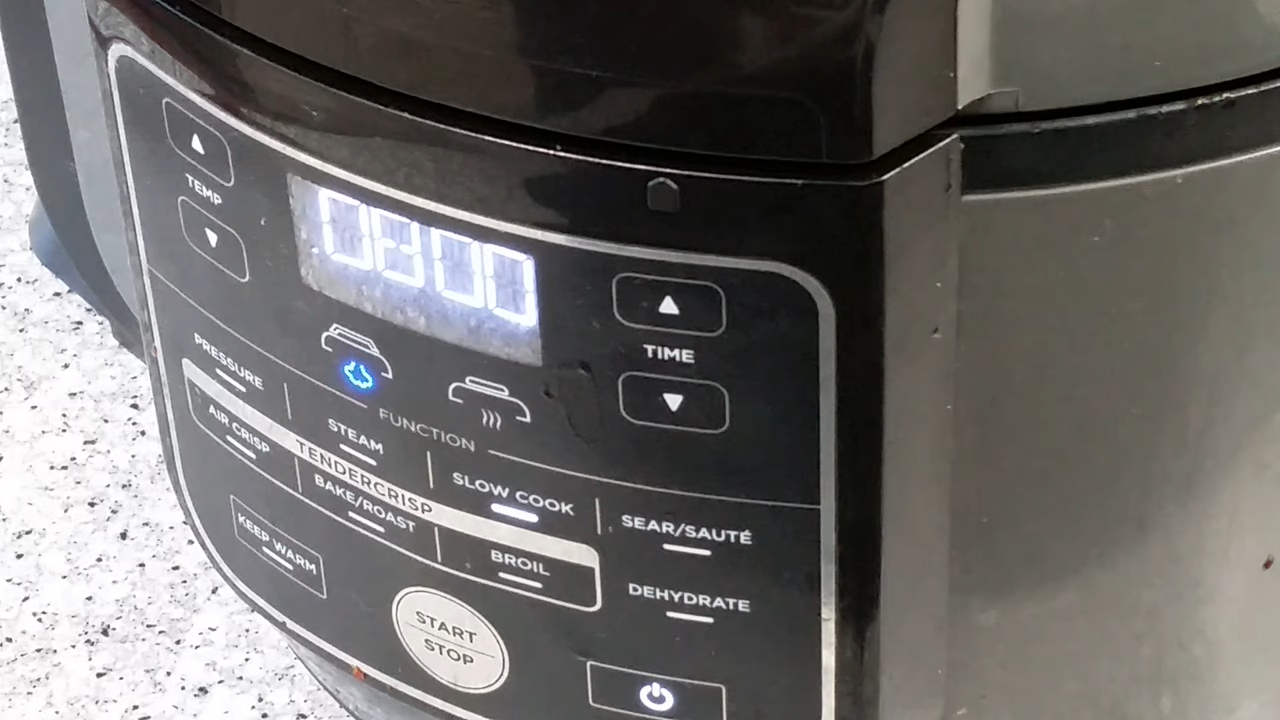 TEMP
0800
TIME
FUNCTION
PRESSURE
STEAM
SLOW COOK
SEAR/SAUTÉ
TENDERCRISP
AIR CRISP
BAKE/ROAST
BROIL
DEHYDRATE
KEEP WARM
START
STOP